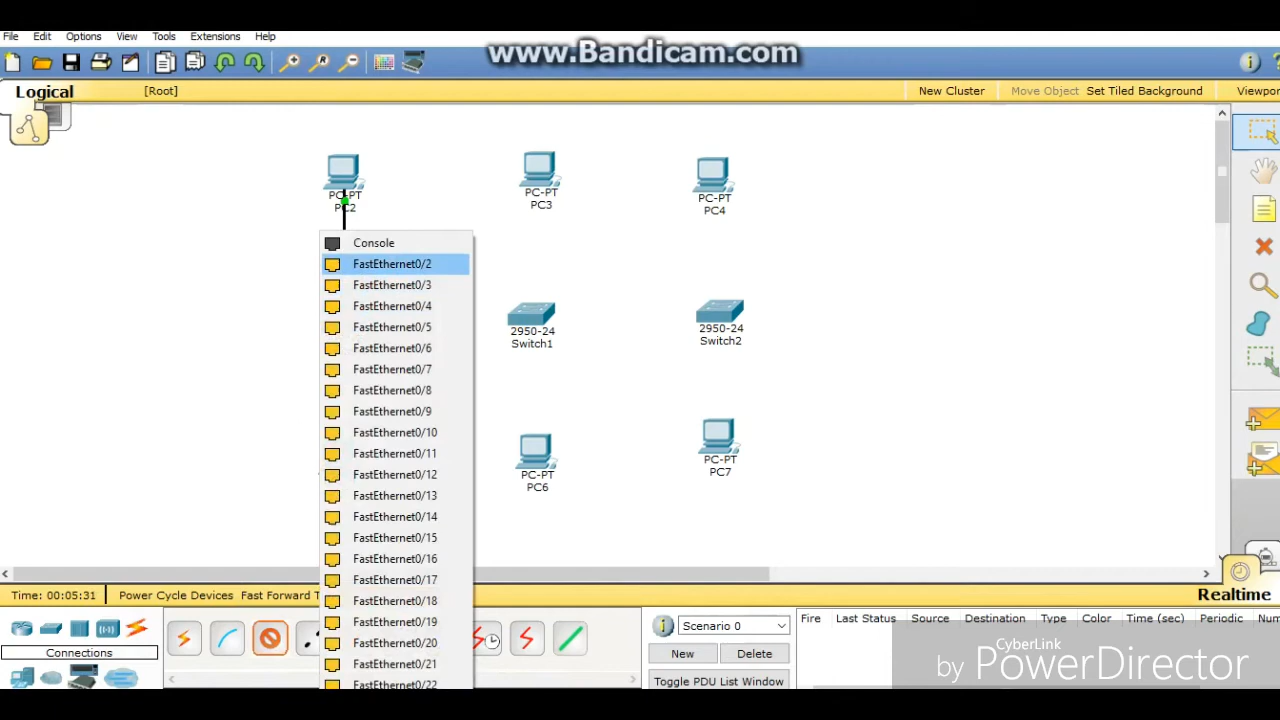 www.Bandicam.com
File Edit Options View Tools Extensions Help
Logical [Root] New Cluster Move Object Set Tiled Background Viewpor
PC-PT
PC2
PC-PT
PC3
PC-PT
PC4
Console
FastEthernet0/2
FastEthernet0/3
FastEthernet0/4
FastEthernet0/5
FastEthernet0/6
FastEthernet0/7
FastEthernet0/8
FastEthernet0/9
FastEthernet0/10
FastEthernet0/11
FastEthernet0/12
FastEthernet0/13
FastEthernet0/14
FastEthernet0/15
FastEthernet0/16
FastEthernet0/17
FastEthernet0/18
FastEthernet0/19
FastEthernet0/20
FastEthernet0/21
FastEthernet0/22
2950-24
Switch1
2950-24
Switch2
PC-PT
PC6
PC-PT
PC7
Time: 00:05:31 Power Cycle Devices Fast Forward T
Realtime
Connections
Scenario 0
New Delete
Toggle PDU List Window
Fire Last Status Source Destination Type Color Time (sec) Periodic Num
CyberLink
by PowerDirector